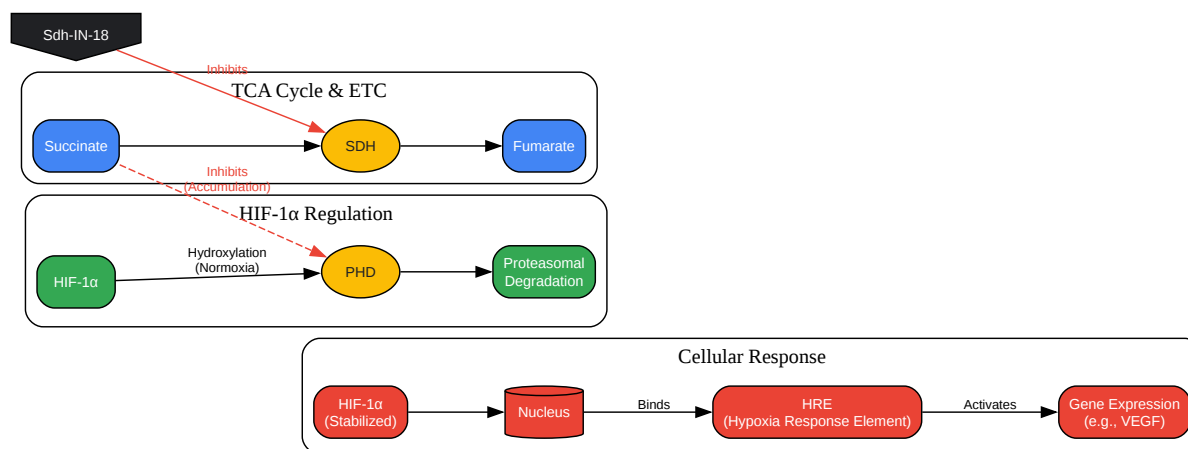 Sdh-IN-18
Inhibits
TCA Cycle & ETC
Succinate
SDH
Fumarate
Inhibits
(Accumulation)
HIF-1α Regulation
Hydroxylation
(Normoxia)
HIF-1α
PHD
Proteasomal
Degradation
Cellular Response
HIF-1α
(Stabilized)
Nucleus
Binds
HRE
(Hypoxia Response Element)
Activates
Gene Expression
(e.g., VEGF)